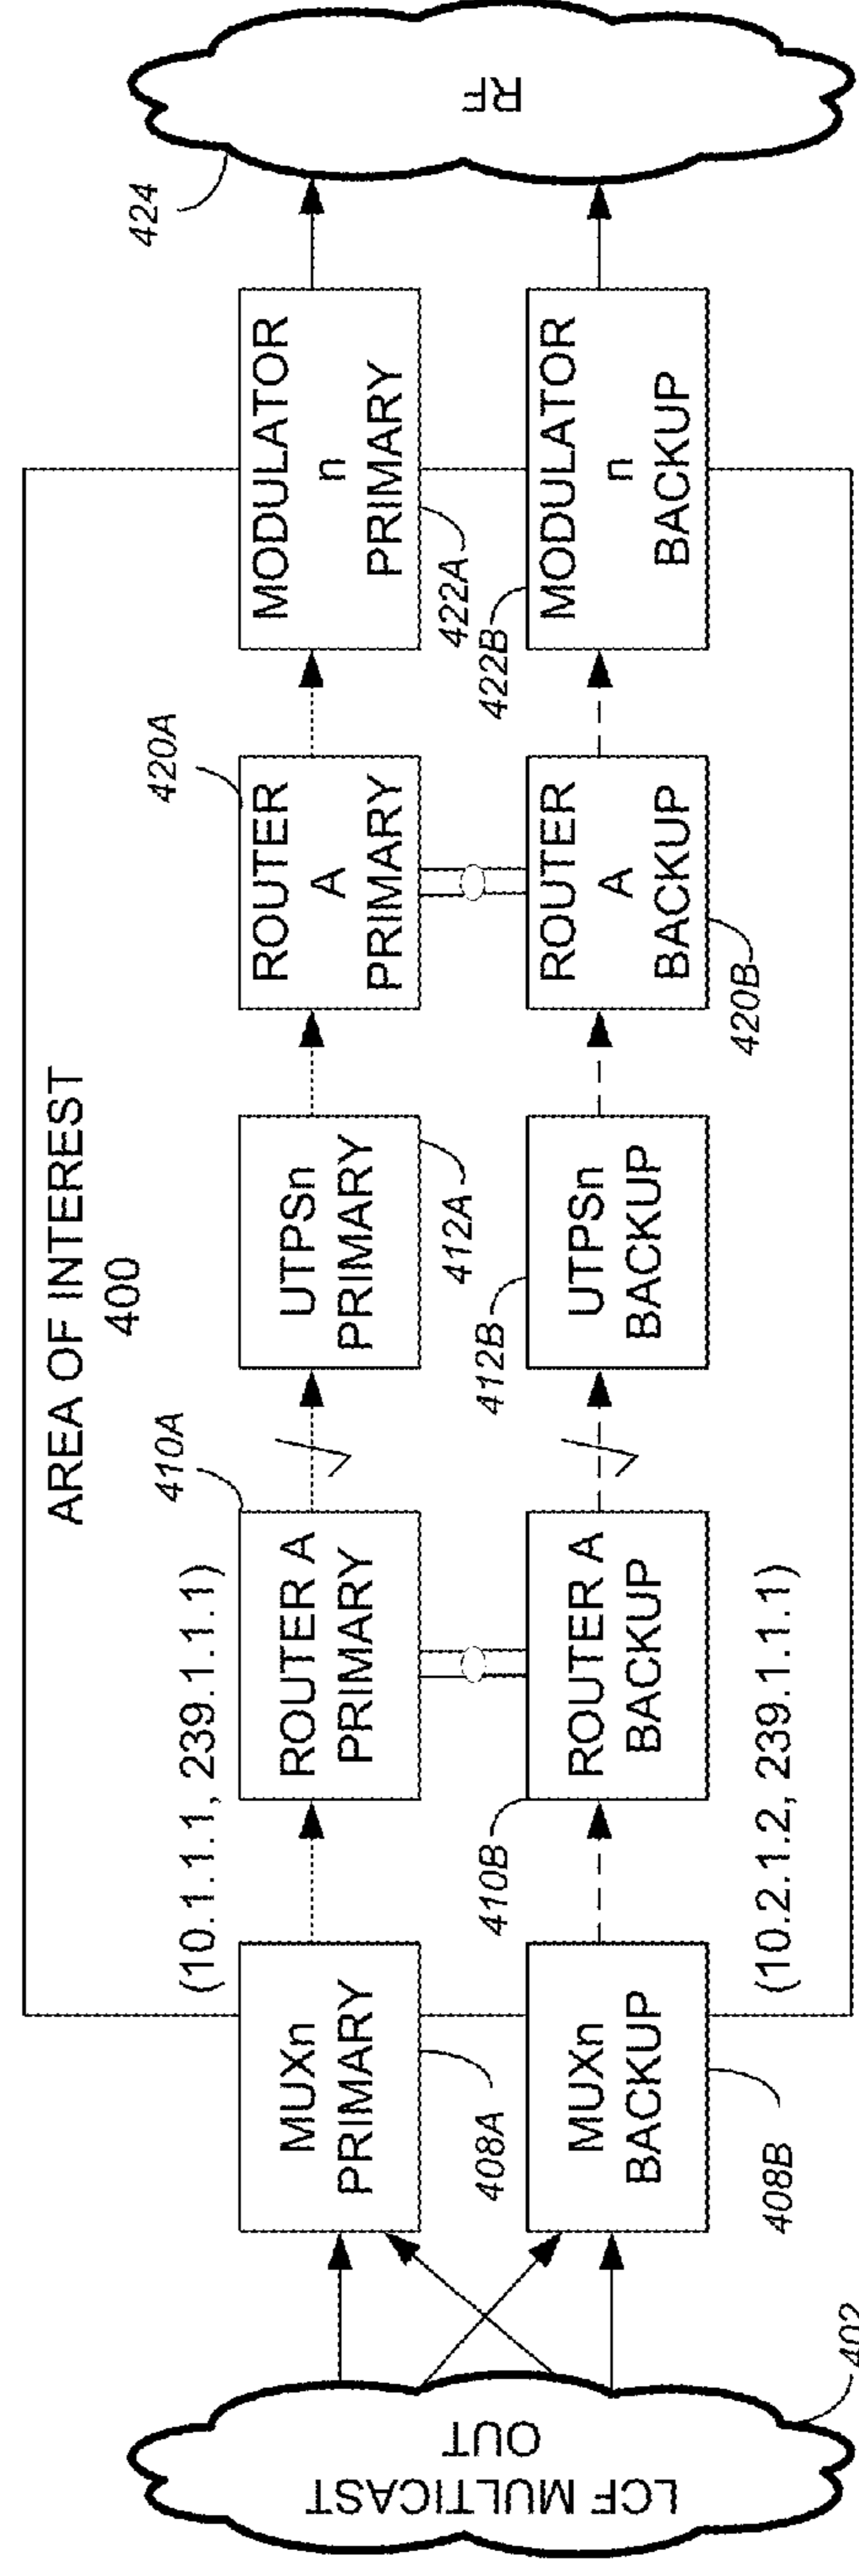 AREA OF INTEREST
400
LCF MULTICAST
OUT
402
MUXn
PRIMARY
408A
(10.1.1.1, 239.1.1.1)
ROUTER A
PRIMARY
410A
UTPSn
PRIMARY
412A
ROUTER
A
PRIMARY
420A
MODULATOR
n
PRIMARY
422A
MUXn
BACKUP
408B
(10.2.1.2, 239.1.1.1)
ROUTER A
BACKUP
410B
UTPSn
BACKUP
412B
ROUTER
A
BACKUP
420B
MODULATOR
n
BACKUP
422B
RF
424